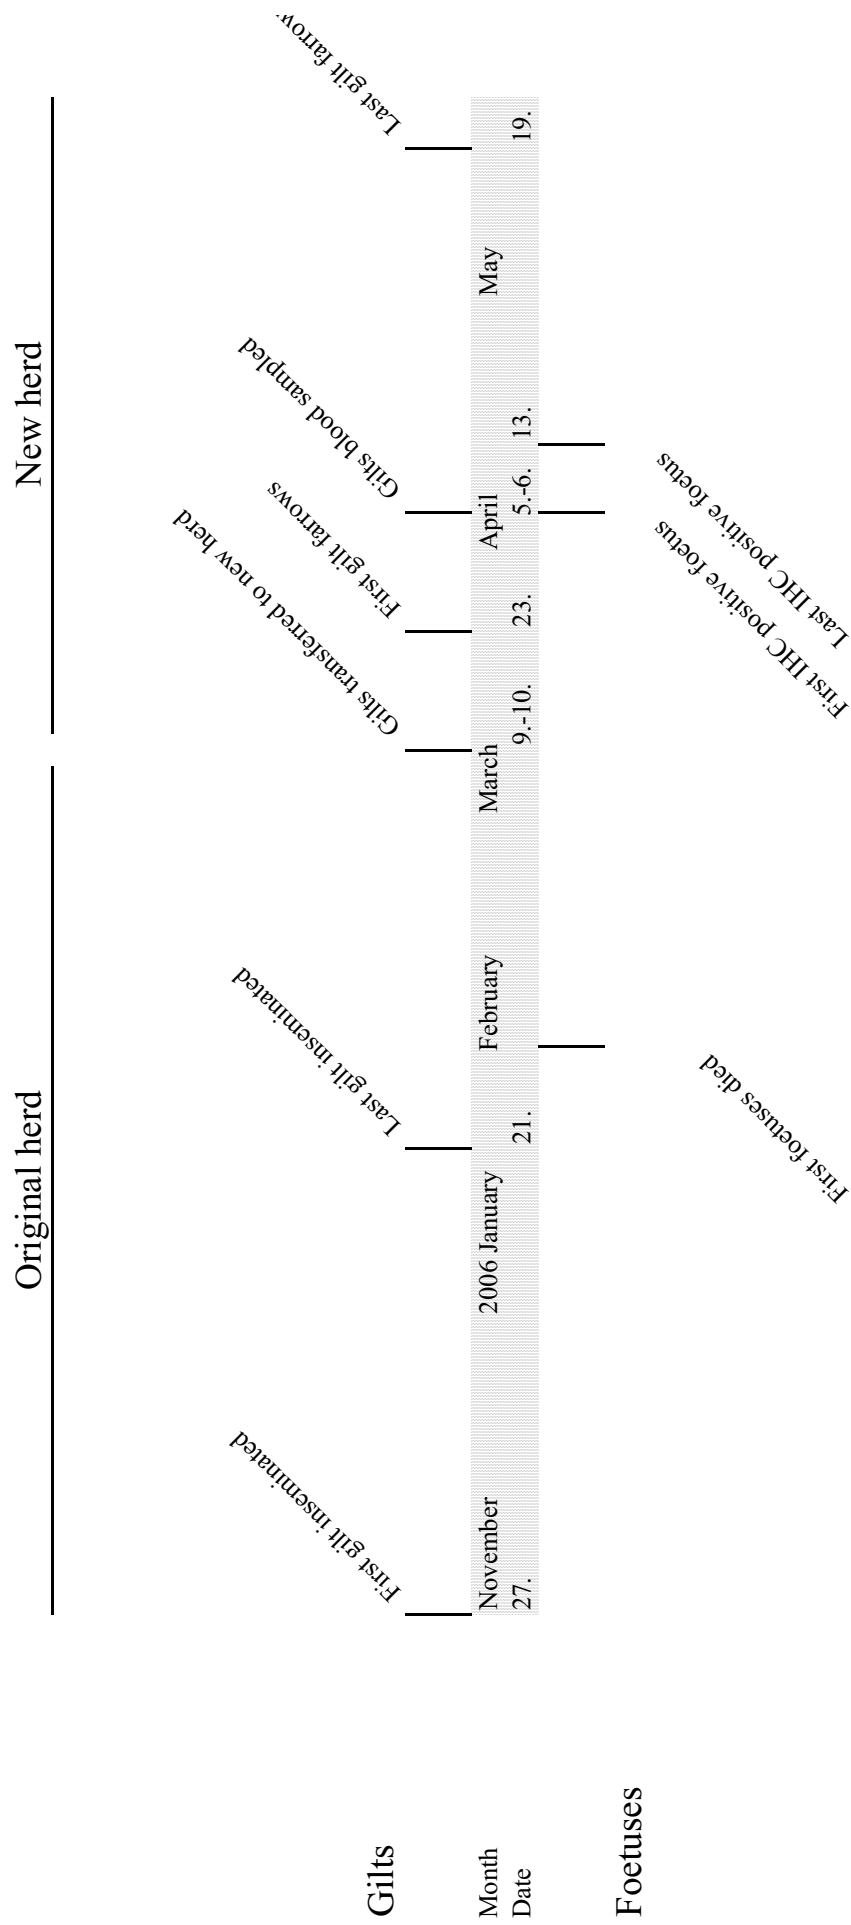 Original herd
New herd
Gilts
First gilt inseminated
Last gilt inseminated
Gilts transferred to new herd
First gilt farrows
Gilts blood sampled
Last gilt
Month
November
2006 January
February
March
April
May
Date
27.
21.
9.-10.
23.
5.-6.
13.
19.
Foetuses
First foetuses died
First IHC positive foetus
Last IHC positive foetus